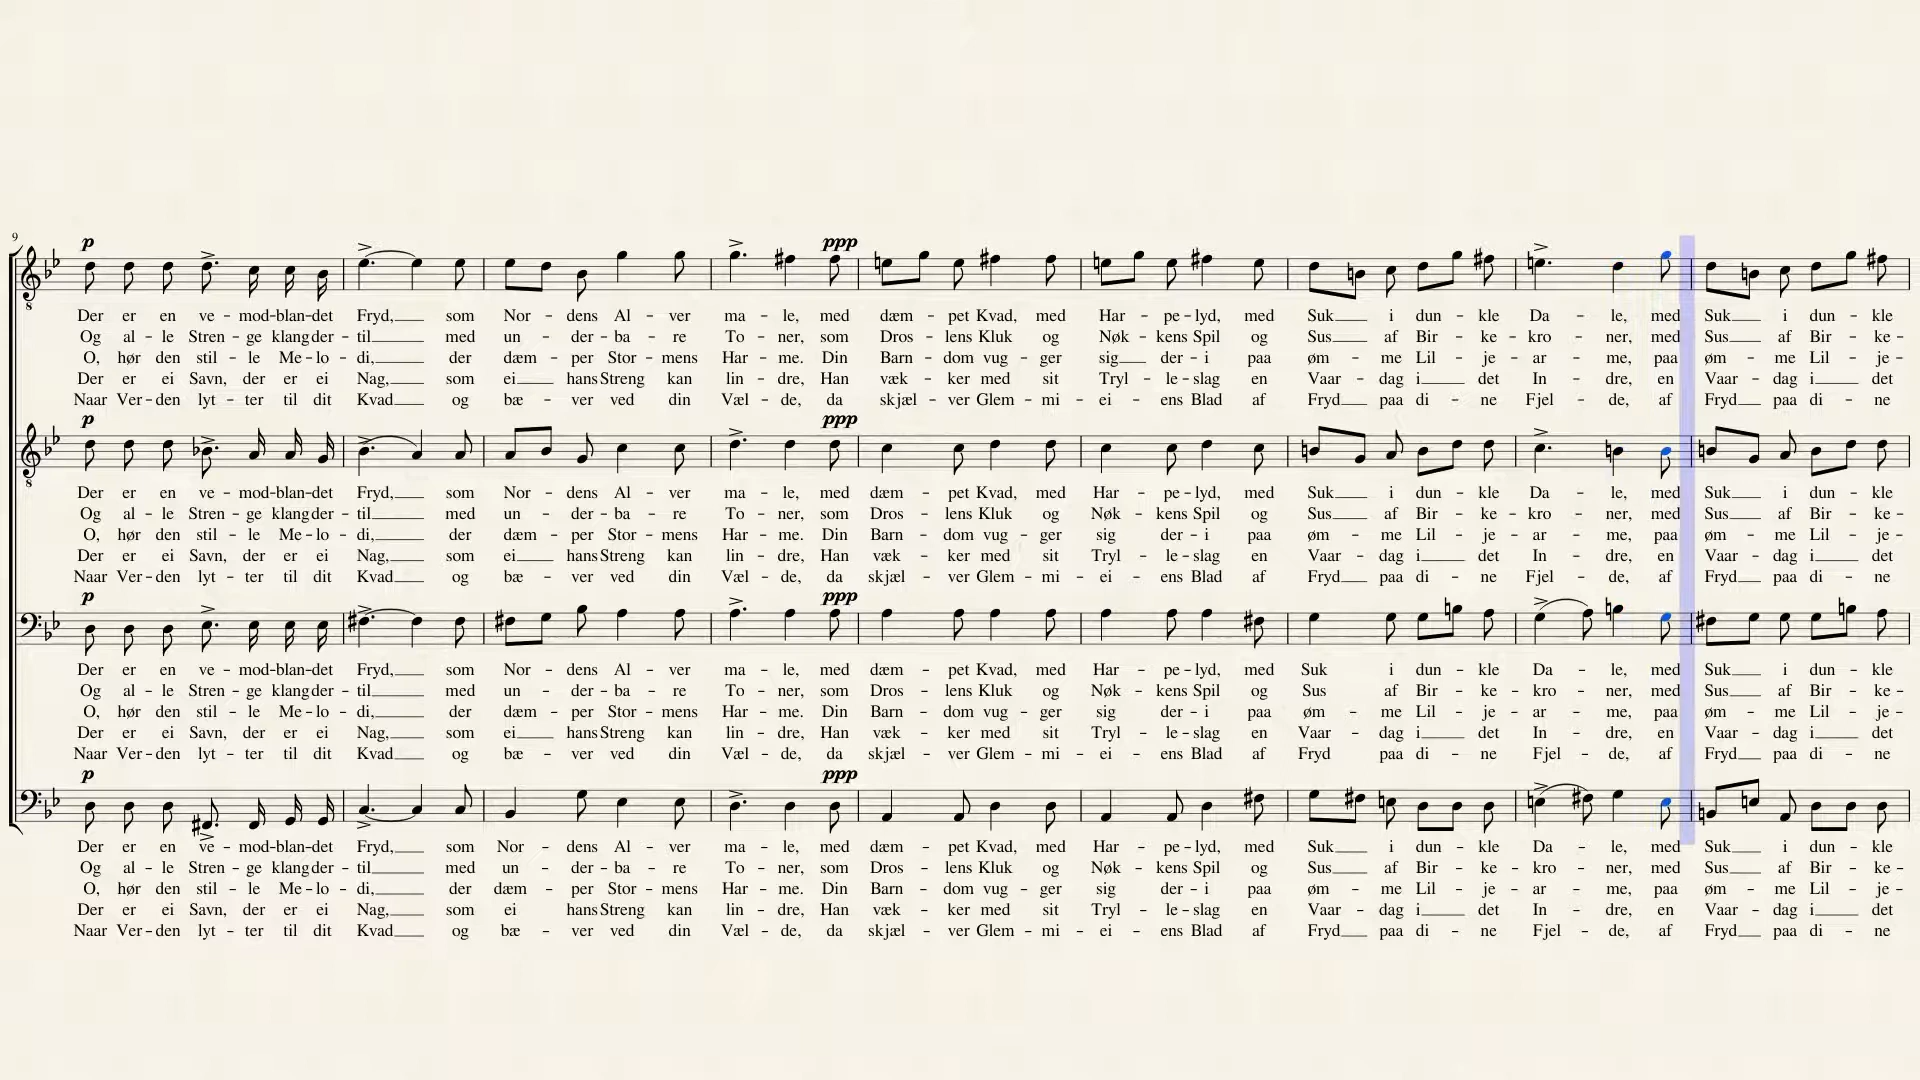 9
p ppp
Der er en ve - mod-blan-det Fryd, som Nor - dens Al - ver ma - le, med dæm - pet Kvad, med Har - pe - lyd, med Suk i dun - kle Da - le, med Suk i dun - kle
Og al - le Stren - ge klang der - til med un - der - ba - re To - ner, som Dros - lens Kluk og Nøk - kens Spil og Sus af Bir - ke - kro - ner, med Sus af Bir - ke -
O, hør den stil - le Me - lo - di, der dæm - per Stor - mens Har - me. Din Barn - dom vug - ger sig der - i paa øm - me Lil - je - ar - me, paa øm - me Lil - je -
Der er ei Savn, der er ei Nag, som ei hans Streng kan lin - dre, Han væk - ker med sit Tryl - le - slag en Vaar - dag i det In - dre, en Vaar - dag i det
Naar Ver - den lyt - ter til dit Kvad og bæ - ver ved din Væl - de, da skjæl - ver Glem - mi - ei - ens Blad af Fryd paa di - ne Fjel - de, af Fryd paa di - ne
p ppp
Der er en ve - mod-blan-det Fryd, som Nor - dens Al - ver ma - le, med dæm - pet Kvad, med Har - pe - lyd, med Suk i dun - kle Da - le, med Suk i dun - kle
Og al - le Stren - ge klang der - til med un - der - ba - re To - ner, som Dros - lens Kluk og Nøk - kens Spil og Sus af Bir - ke - kro - ner, med Sus af Bir - ke -
O, hør den stil - le Me - lo - di, der dæm - per Stor - mens Har - me. Din Barn - dom vug - ger sig der - i paa øm - me Lil - je - ar - me, paa øm - me Lil - je -
Der er ei Savn, der er ei Nag, som ei hans Streng kan lin - dre, Han væk - ker med sit Tryl - le - slag en Vaar - dag i det In - dre, en Vaar - dag i det
Naar Ver - den lyt - ter til dit Kvad og bæ - ver ved din Væl - de, da skjæl - ver Glem - mi - ei - ens Blad af Fryd paa di - ne Fjel - de, af Fryd paa di - ne
p ppp
Der er en ve - mod-blan-det Fryd, som Nor - dens Al - ver ma - le, med dæm - pet Kvad, med Har - pe - lyd, med Suk i dun - kle Da - le, med Suk i dun - kle
Og al - le Stren - ge klang der - til med un - der - ba - re To - ner, som Dros - lens Kluk og Nøk - kens Spil og Sus af Bir - ke - kro - ner, med Sus af Bir - ke -
O, hør den stil - le Me - lo - di, der dæm - per Stor - mens Har - me. Din Barn - dom vug - ger sig der - i paa øm - me Lil - je - ar - me, paa øm - me Lil - je -
Der er ei Savn, der er ei Nag, som ei hans Streng kan lin - dre, Han væk - ker med sit Tryl - le - slag en Vaar - dag i det In - dre, en Vaar - dag i det
Naar Ver - den lyt - ter til dit Kvad og bæ - ver ved din Væl - de, da skjæl - ver Glem - mi - ei - ens Blad af Fryd paa di - ne Fjel - de, af Fryd paa di - ne
p ppp
Der er en ve - mod-blan-det Fryd, som Nor - dens Al - ver ma - le, med dæm - pet Kvad, med Har - pe - lyd, med Suk i dun - kle Da - le, med Suk i dun - kle
Og al - le Stren - ge klang der - til med un - der - ba - re To - ner, som Dros - lens Kluk og Nøk - kens Spil og Sus af Bir - ke - kro - ner, med Sus af Bir - ke -
O, hør den stil - le Me - lo - di, der dæm - per Stor - mens Har - me. Din Barn - dom vug - ger sig der - i paa øm - me Lil - je - ar - me, paa øm - me Lil - je -
Der er ei Savn, der er ei Nag, som ei hans Streng kan lin - dre, Han væk - ker med sit Tryl - le - slag en Vaar - dag i det In - dre, en Vaar - dag i det
Naar Ver - den lyt - ter til dit Kvad og bæ - ver ved din Væl - de, da skjæl - ver Glem - mi - ei - ens Blad af Fryd paa di - ne Fjel - de, af Fryd paa di - ne